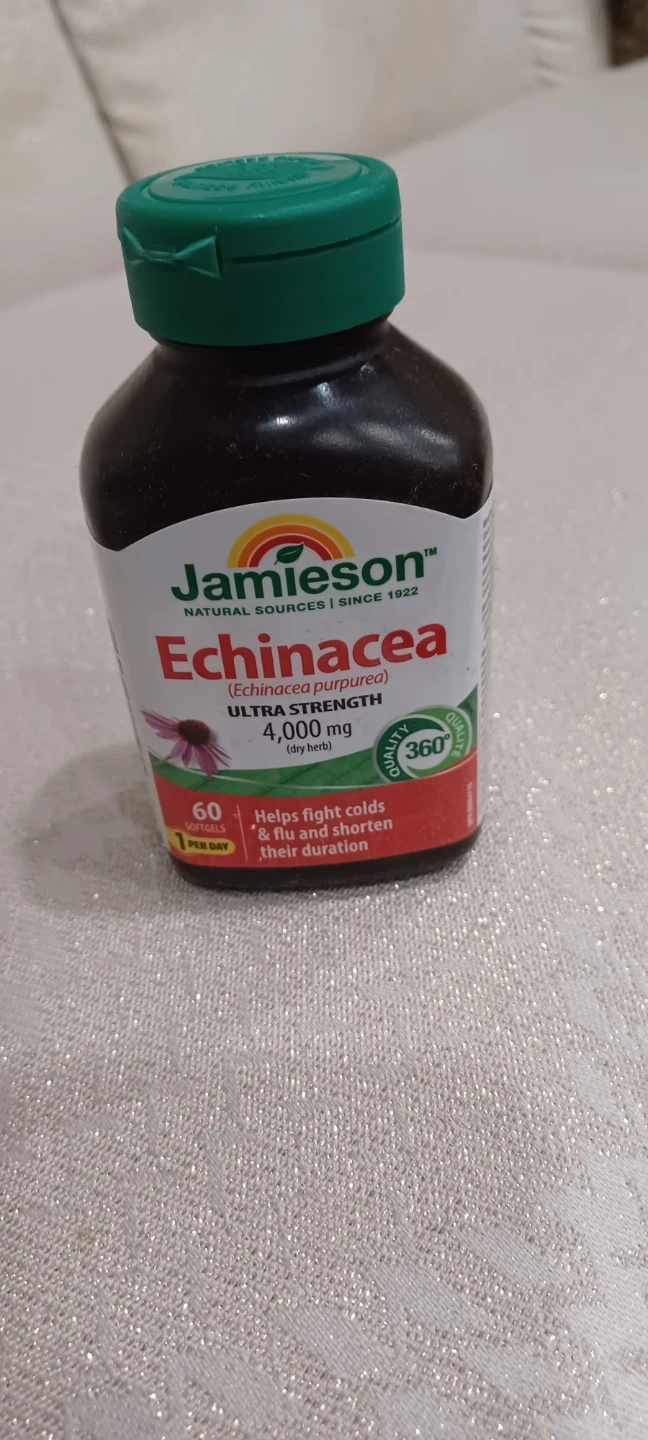 Jamieson™
NATURAL SOURCES | SINCE 1922
Echinacea
(Echinacea purpurea)
ULTRA STRENGTH
4,000 mg
(dry herb)
QUALITY 360° QUALITY
60
SOFTGELS
1 PER DAY
Helps fight colds
& flu and shorten
their duration